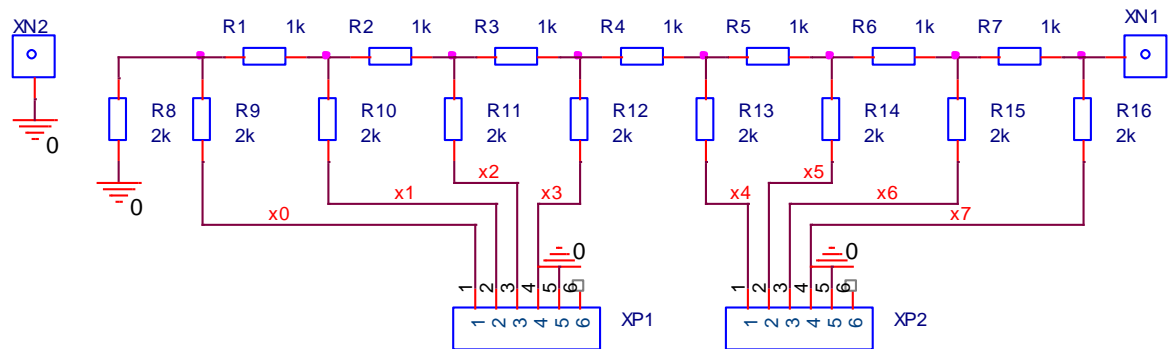 XN2 R1 1k R2 1k R3 1k R4 1k R5 1k R6 1k R7 1k XN1
R8 R9 R10 R11 R12 R13 R14 R15 R16
2k 2k 2k 2k 2k 2k 2k 2k 2k
0
x2 x5
x1 x3 x4 x6
0 x0 x7
0 0
1 2 3 4 5 6 1 2 3 4 5 6
1 2 3 4 5 6 XP1 1 2 3 4 5 6 XP2